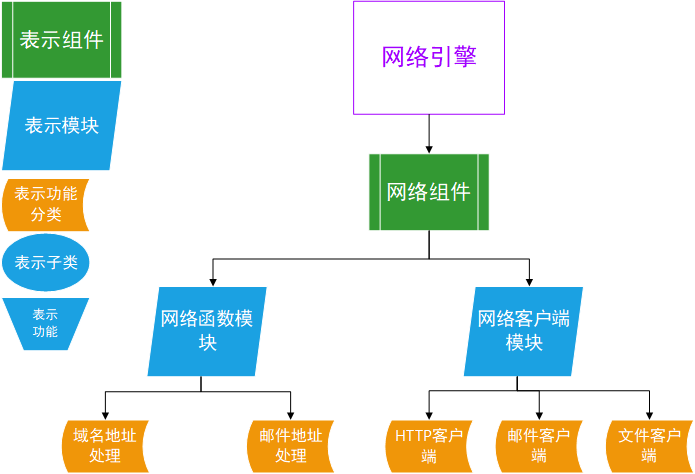 表示组件
表示模块
表示功能
分类
表示子类
表示
功能
网络引擎
网络组件
网络函数模
块
网络客户端
模块
域名地址
处理
邮件地址
处理
HTTP客户
端
邮件客户
端
文件客户
端